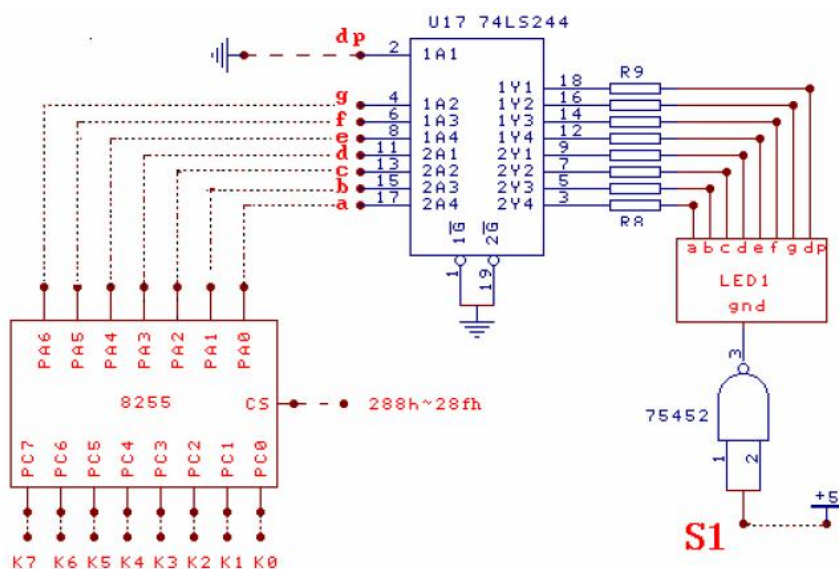 U17 74LS244
dp
2
1A1
g
4
1A2
f
6
1A3
e
8
1A4
d
11
2A1
c
13
2A2
b
15
2A3
a
17
2A4
1Y1
18
R9
1Y2
16
1Y3
14
1Y4
12
2Y1
9
2Y2
7
2Y3
5
2Y4
3
R8
1G
2G
1
19
a b c d e f g dp
LED1
gnd
3
75452
1
2
S1
+5
PA6 PA5 PA4 PA3 PA2 PA1 PA0
8255
CS
288h~28fh
PC7 PC6 PC5 PC4 PC3 PC2 PC1 PC0
K7 K6 K5 K4 K3 K2 K1 K0